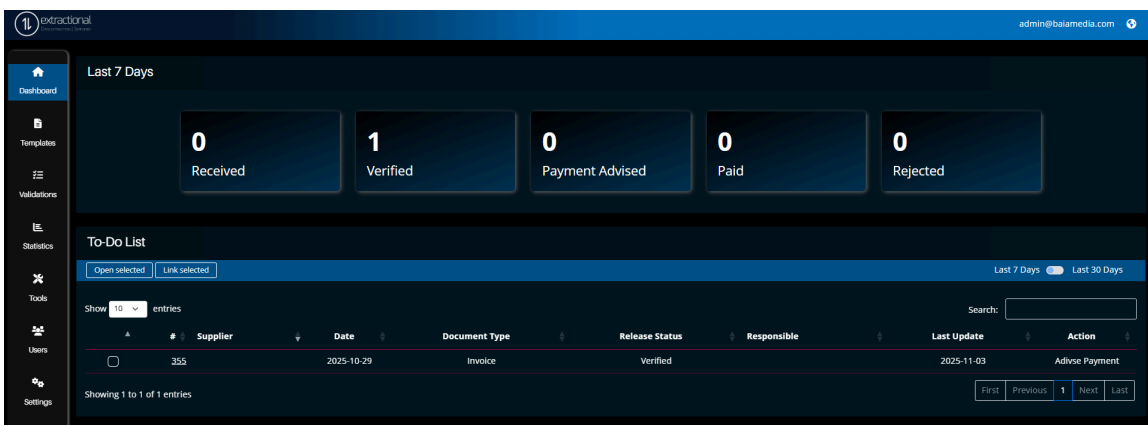 extractional
admin@baiamedia.com
Dashboard
Templates
Validations
Statistics
Tools
Users
Settings
Last 7 Days
0 1 0 0 0
Received Verified Payment Advised Paid Rejected
To-Do List
Open selected Link selected Last 7 Days Last 30 Days
Show 10 entries Search:
# Supplier Date Document Type Release Status Responsible Last Update Action
355 2025-10-29 Invoice Verified 2025-11-03 Adivse Payment
Showing 1 to 1 of 1 entries First Previous 1 Next Last